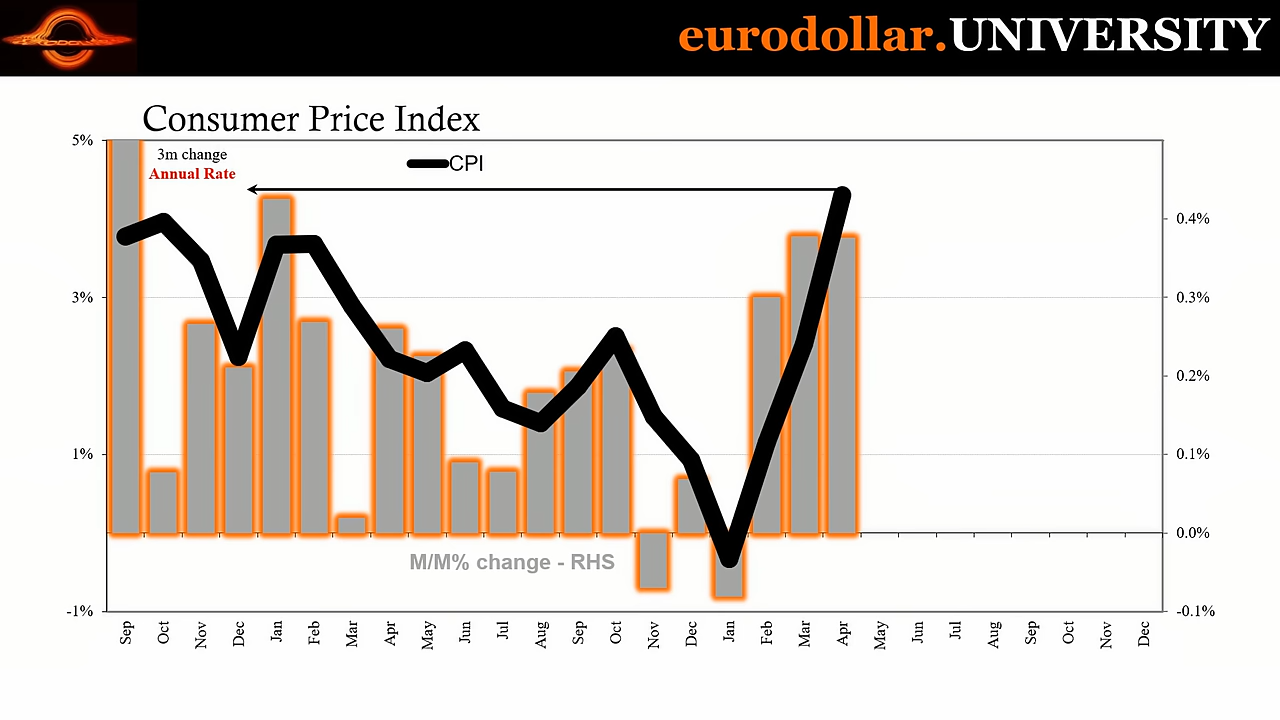 eurodollar.UNIVERSITY
Consumer Price Index
5%
3m change
Annual Rate
CPI
0.4%
3%
0.3%
0.2%
1%
0.1%
0.0%
M/M% change - RHS
-1%
-0.1%
Sep Oct Nov Dec Jan Feb Mar Apr May Jun Jul Aug Sep Oct Nov Dec Jan Feb Mar Apr May Jun Jul Aug Sep Oct Nov Dec